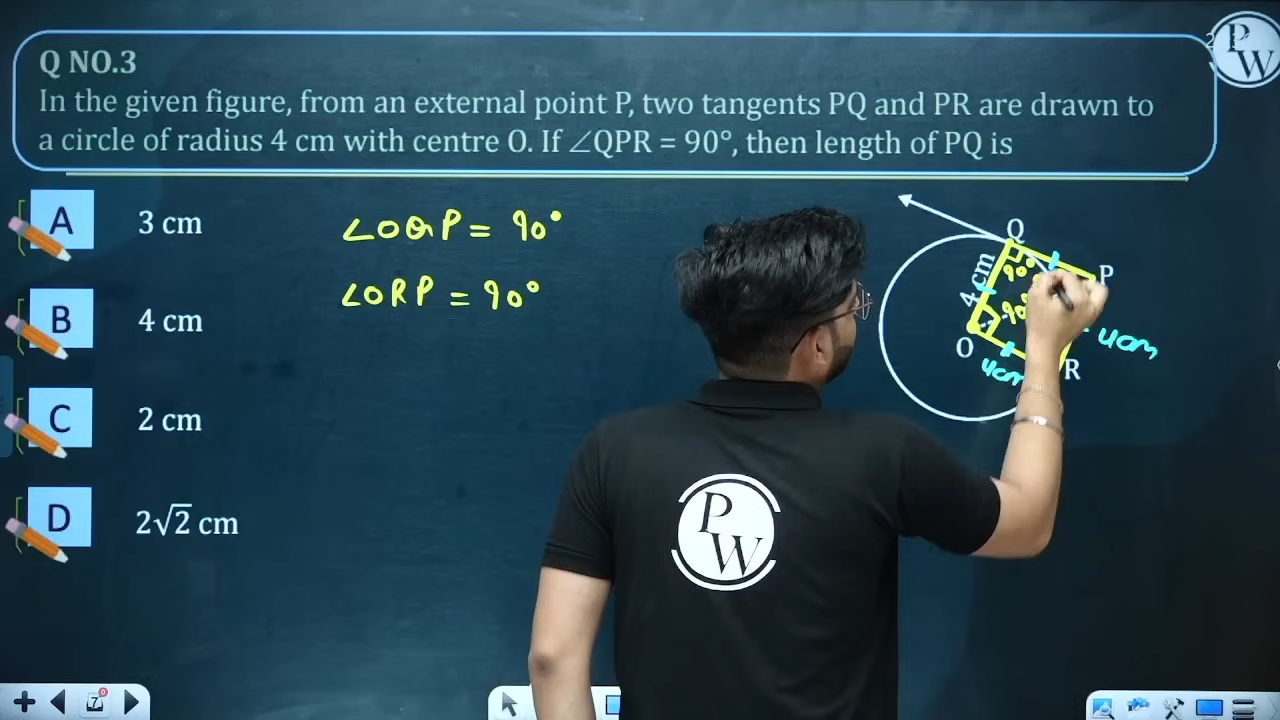 Q NO.3
In the given figure, from an external point P, two tangents PQ and PR are drawn to
a circle of radius 4 cm with centre O. If ∠QPR = 90°, then length of PQ is
A 3 cm
B 4 cm
C 2 cm
D 2√2 cm
∠OQP = 90°
∠ORP = 90°
Q
P
4 cm
90°
90
O
R
4cm
4cm
P
W
P
W
7